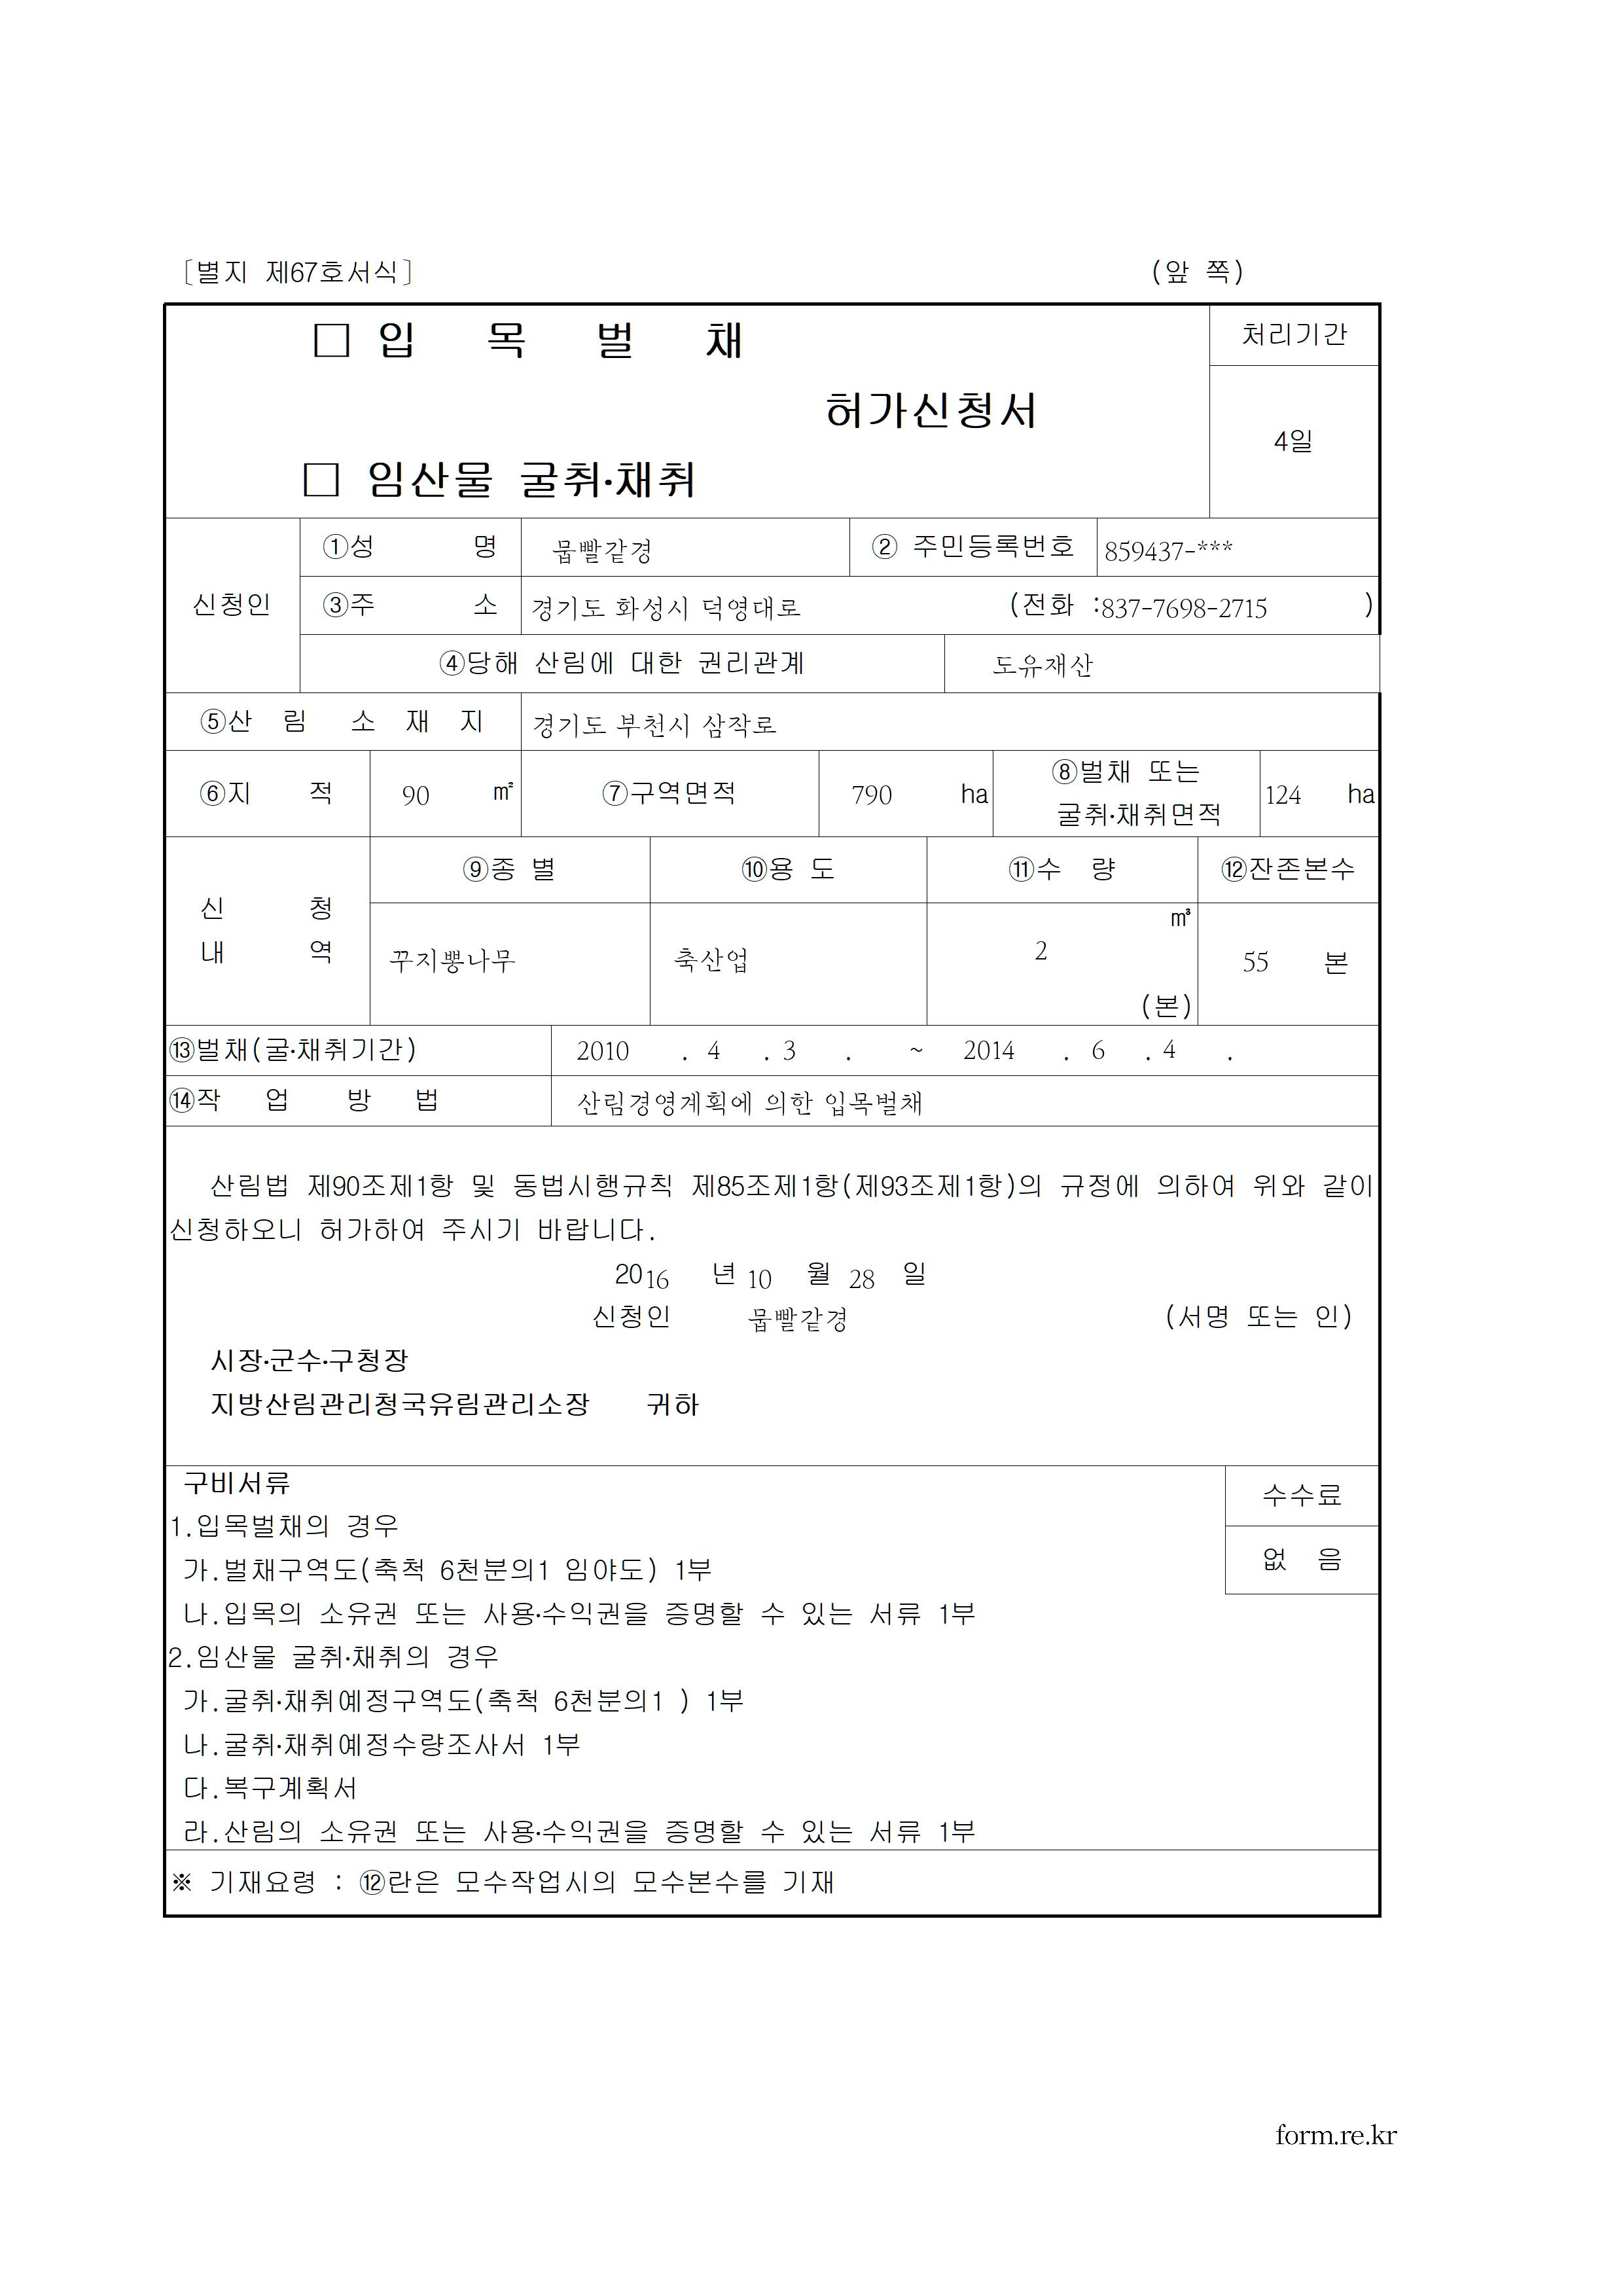 [별지 제67호서식] (앞 쪽)
□ 입 목 벌 채
허가신청서
□ 임산물 굴취·채취
처리기간
4일
신청인
①성 명 뭅빨같경 ② 주민등록번호 859437-***
③주 소 경기도 화성시 덕영대로 (전화 :837-7698-2715 )
④당해 산림에 대한 권리관계 도유재산
⑤산 림 소 재 지 경기도 부천시 삼작로
⑥지 적 90 ㎡ ⑦구역면적 790 ha ⑧벌채 또는 굴취·채취면적 124 ha
신 청 내 역
⑨종 별 ⑩용 도 ⑪수 량 ⑫잔존본수
꾸지뽕나무 축산업 2 ㎥ (본) 55 본
⑬벌채(굴·채취기간) 2010 . 4 . 3 . ~ 2014 . 6 . 4 .
⑭작 업 방 법 산림경영계획에 의한 입목벌채
산림법 제90조제1항 및 동법시행규칙 제85조제1항(제93조제1항)의 규정에 의하여 위와 같이
신청하오니 허가하여 주시기 바랍니다.
2016 년 10 월 28 일
신청인 뭅빨같경 (서명 또는 인)
시장·군수·구청장
지방산림관리청국유림관리소장 귀하
구비서류
수수료
없 음
1.입목벌채의 경우
가.벌채구역도(축척 6천분의1 임야도) 1부
나.입목의 소유권 또는 사용·수익권을 증명할 수 있는 서류 1부
2.임산물 굴취·채취의 경우
가.굴취·채취예정구역도(축척 6천분의1 ) 1부
나.굴취·채취예정수량조사서 1부
다.복구계획서
라.산림의 소유권 또는 사용·수익권을 증명할 수 있는 서류 1부
※ 기재요령 : ⑫란은 모수작업시의 모수본수를 기재
form.re.kr